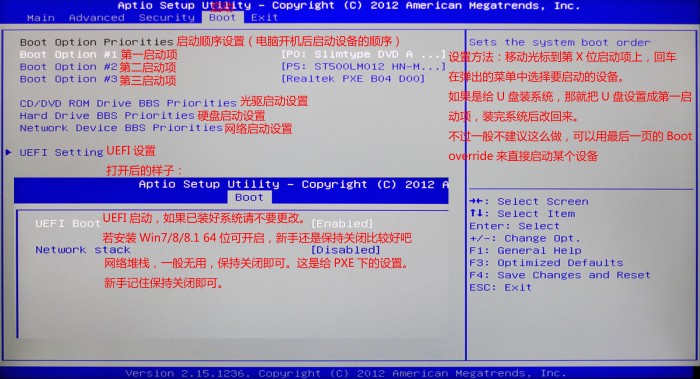 Aptio Setup Utility - Copyright (C) 2012 American Megatrends, Inc.
Main Advanced Security Boot Exit
Boot Option Priorities 启动顺序设置（电脑开机后启动设备的顺序）
Boot Option #1 第一启动项 [P0: Slimtype DVD A ...]
Boot Option #2 第二启动项 [P5: ST500LM012 HN-M...]
Boot Option #3 第三启动项 [Realtek PXE B04 D00]
CD/DVD ROM Drive BBS Priorities 光驱启动设置
Hard Drive BBS Priorities 硬盘启动设置
Network Device BBS Priorities 网络启动设置
UEFI Setting UEFI 设置
打开后的样子：
Aptio Setup Utility - Copyright (C) 2012 A
Boot
UEFI Boot UEFI 启动，如果已装好系统请不要更改。 [Enabled]
若安装 Win7/8/8.1 64 位可开启，新手还是保持关闭比较好吧
Network stack [Disabled]
网络堆栈，一般无用，保持关闭即可。这是给 PXE 下的设置。
新手记住保持关闭即可。
Sets the system boot order
设置方法：移动光标到第 X 位启动项上，回车
在弹出的菜单中选择要启动的设备。
如果是给 U 盘装系统，那就把 U 盘设置成第一启
动项，装完系统后改回来。
不过一般不建议这么做，可以用最后一页的 Boot
override 来直接启动某个设备
→←: Select Screen
↑↓: Select Item
Enter: Select
+/-: Change Opt.
F1: General Help
F3: Optimized Defaults
F4: Save Changes and Reset
ESC: Exit
Version 2.15.1236. Copyright (C) 2012 American Megatrends, Inc.